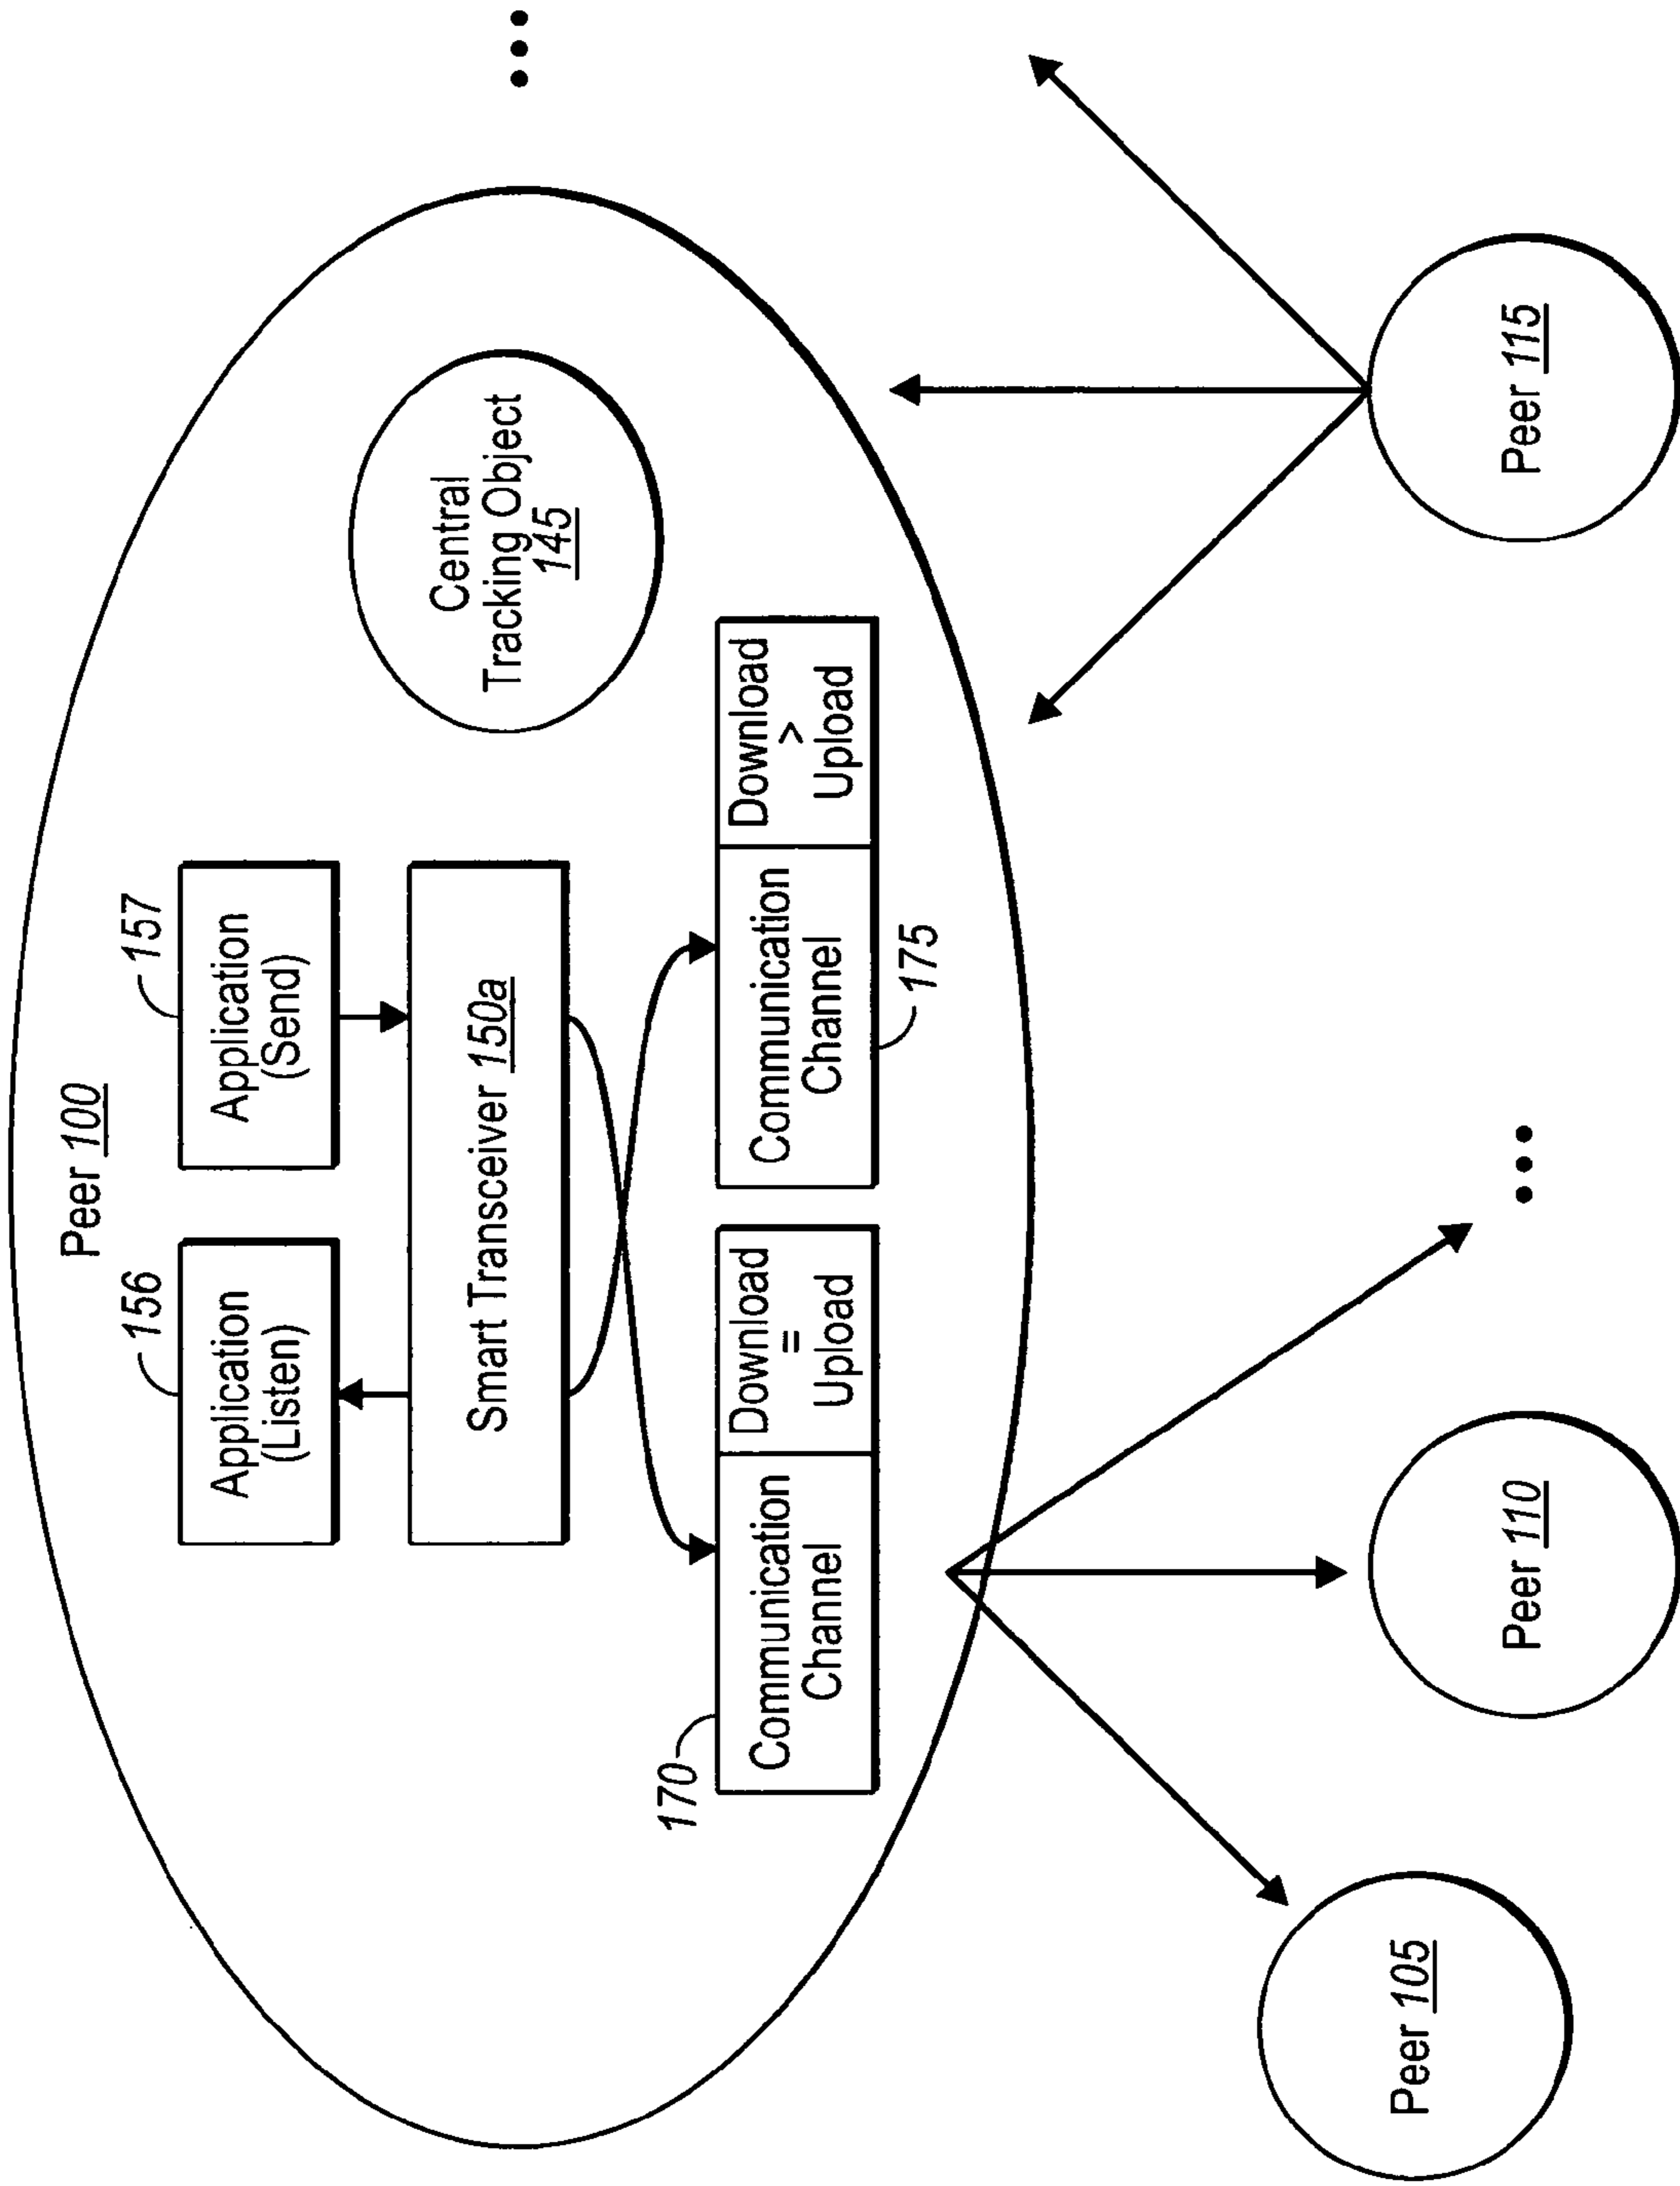 Peer 100
156
157
Application
(Listen)
Application
(Send)
Smart Transceiver 150a
Central
Tracking Object
145
170
Communication
Channel
Download
=
Upload
Communication
Channel
Download
>
Upload
175
Peer 105
Peer 110
Peer 115